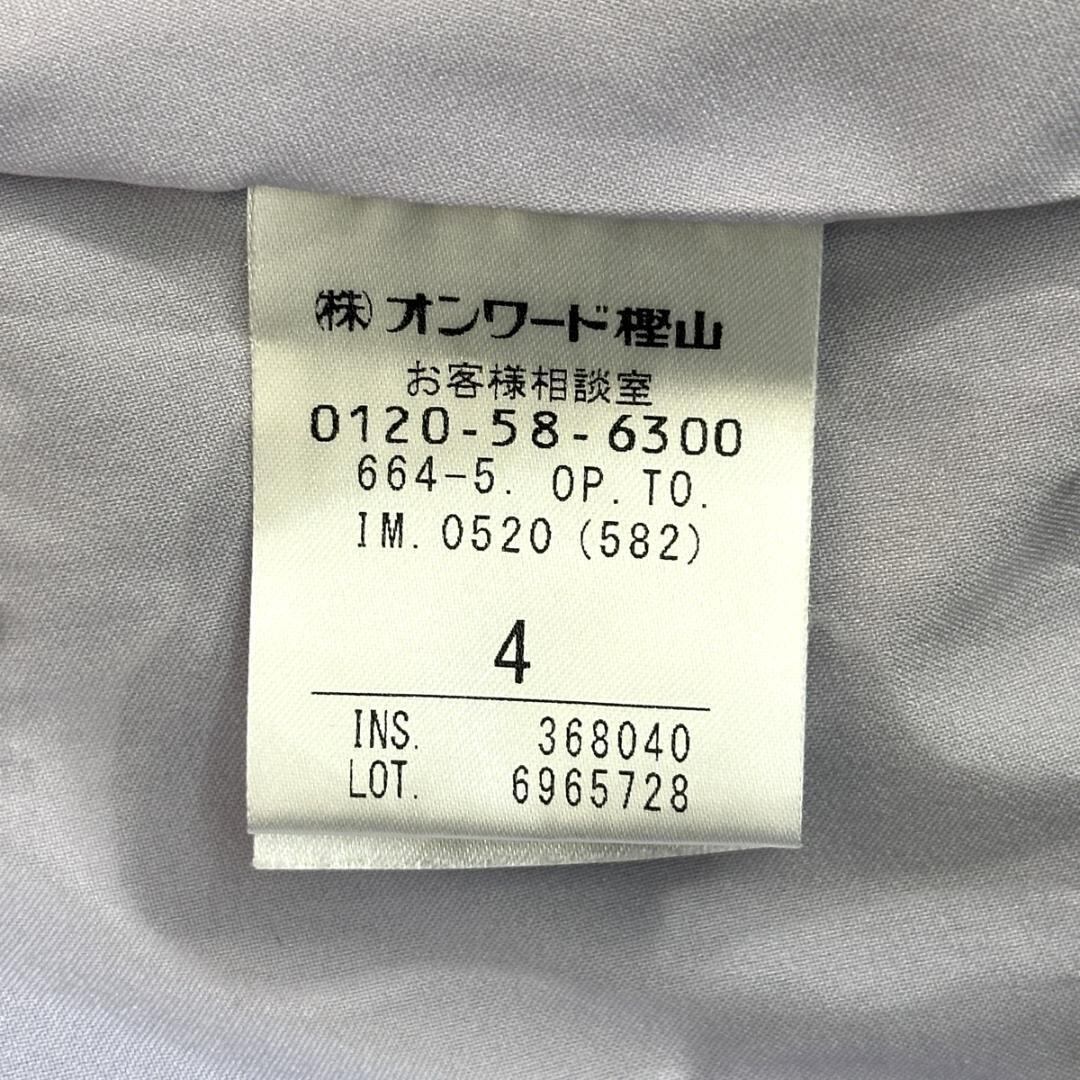 ㈱オンワード樫山
お客様相談室
0120-58-6300
664-5. OP.TO.
IM.0520(582)
4
INS. 368040
LOT. 6965728